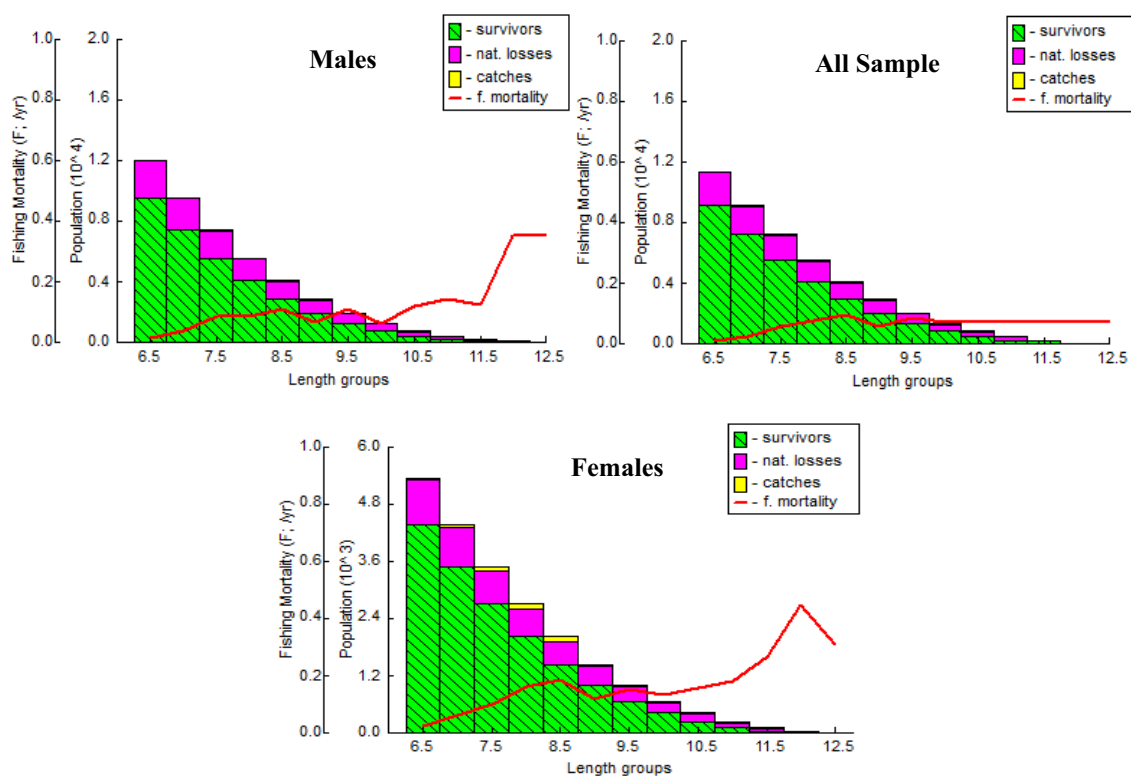 Males
- survivors
- nat. losses
- catches
- f. mortality
Fishing Mortality (F; /yr)
1.0
0.8
0.6
0.4
0.2
0.0
Population (10^ 4)
2.0
1.6
1.2
0.8
0.4
0.0
6.5 7.5 8.5 9.5 10.5 11.5 12.5
Length groups
All Sample
- survivors
- nat. losses
- catches
- f. mortality
Fishing Mortality (F; /yr)
1.0
0.8
0.6
0.4
0.2
0.0
Population (10^ 4)
2.0
1.6
1.2
0.8
0.4
0.0
6.5 7.5 8.5 9.5 10.5 11.5 12.5
Length groups
Females
- survivors
- nat. losses
- catches
- f. mortality
Fishing Mortality (F; /yr)
1.0
0.8
0.6
0.4
0.2
0.0
Population (10^ 3)
6.0
4.8
3.6
2.4
1.2
0.0
6.5 7.5 8.5 9.5 10.5 11.5 12.5
Length groups